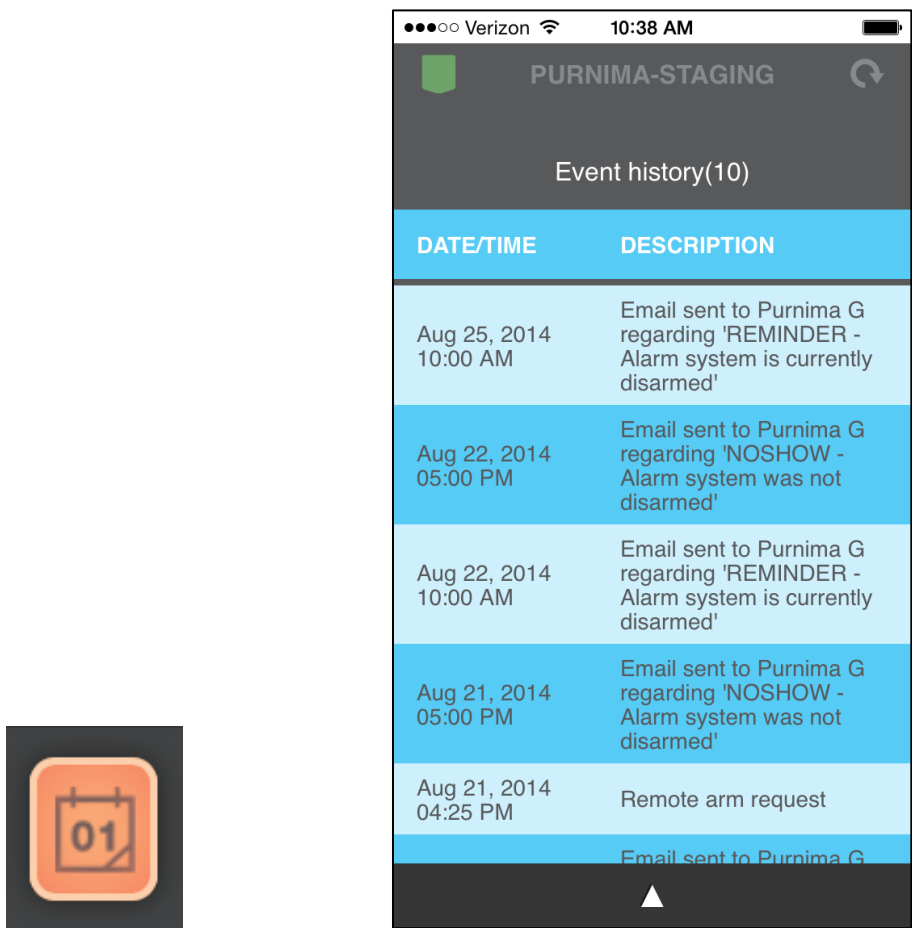 Verizon 10:38 AM
PURNIMA-STAGING
Event history(10)
DATE/TIME DESCRIPTION
Aug 25, 2014
10:00 AM
Email sent to Purnima G
regarding 'REMINDER -
Alarm system is currently
disarmed'
Aug 22, 2014
05:00 PM
Email sent to Purnima G
regarding 'NOSHOW -
Alarm system was not
disarmed'
Aug 22, 2014
10:00 AM
Email sent to Purnima G
regarding 'REMINDER -
Alarm system is currently
disarmed'
Aug 21, 2014
05:00 PM
Email sent to Purnima G
regarding 'NOSHOW -
Alarm system was not
disarmed'
Aug 21, 2014
04:25 PM
Remote arm request
Email sent to Purnima G
01